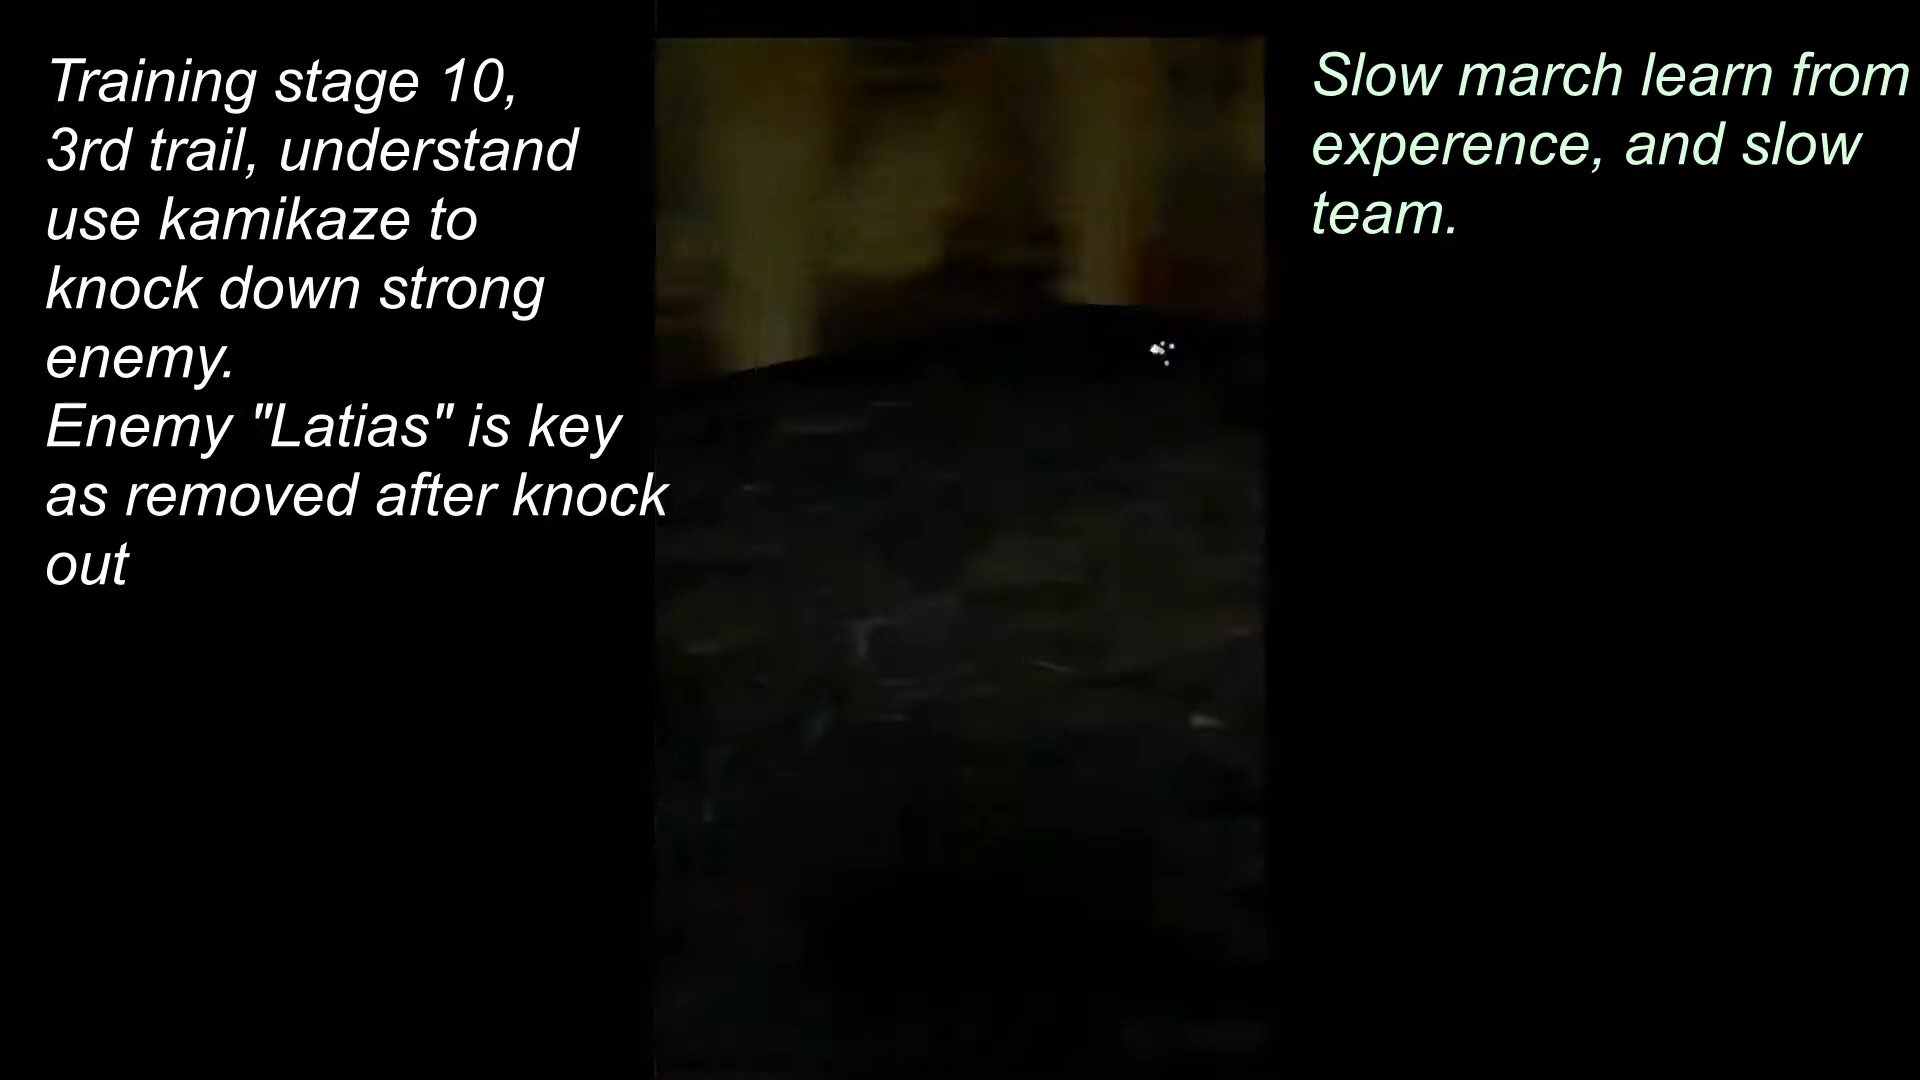 Training stage 10,
3rd trail, understand
use kamikaze to
knock down strong
enemy.
Enemy "Latias" is key
as removed after knock
out
Slow march learn from
experence, and slow
team.